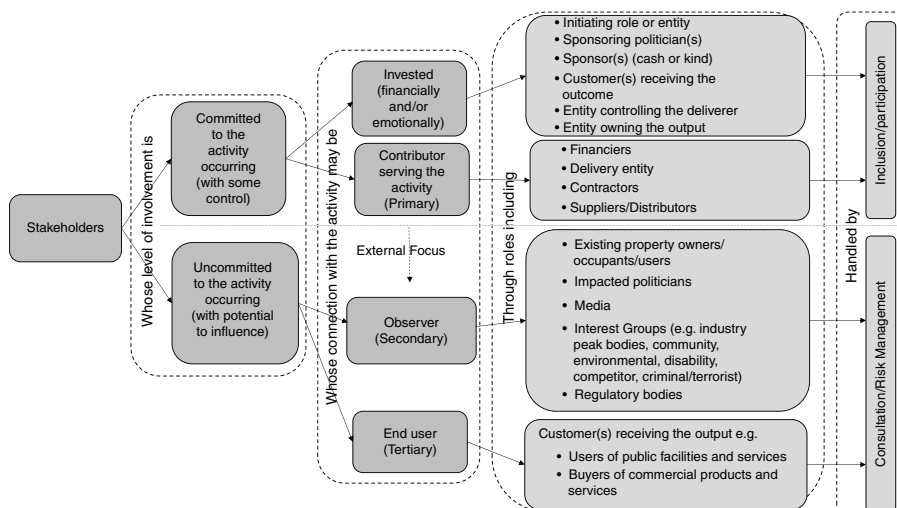 Stakeholders
Whose level of involvement is
Committed
to the
activity
occurring
(with some
control)
Uncommitted
to the activity
occurring
(with potential
to influence)
Whose connection with the activity may be
Invested
(financially
and/or
emotionally)
Contributor
serving the
activity
(Primary)
External Focus
Observer
(Secondary)
End user
(Tertiary)
Through roles including
• Initiating role or entity
• Sponsoring politician(s)
• Sponsor(s) (cash or kind)
• Customer(s) receiving the
outcome
• Entity controlling the deliverer
• Entity owning the output
• Financiers
• Delivery entity
• Contractors
• Suppliers/Distributors
• Existing property owners/
occupants/users
• Impacted politicians
• Media
• Interest Groups (e.g. industry
peak bodies, community,
environmental, disability,
competitor, criminal/terrorist)
• Regulatory bodies
Customer(s) receiving the output e.g.
• Users of public facilities and services
• Buyers of commercial products and
services
Handled by
Inclusion/participation
Consultation/Risk Management